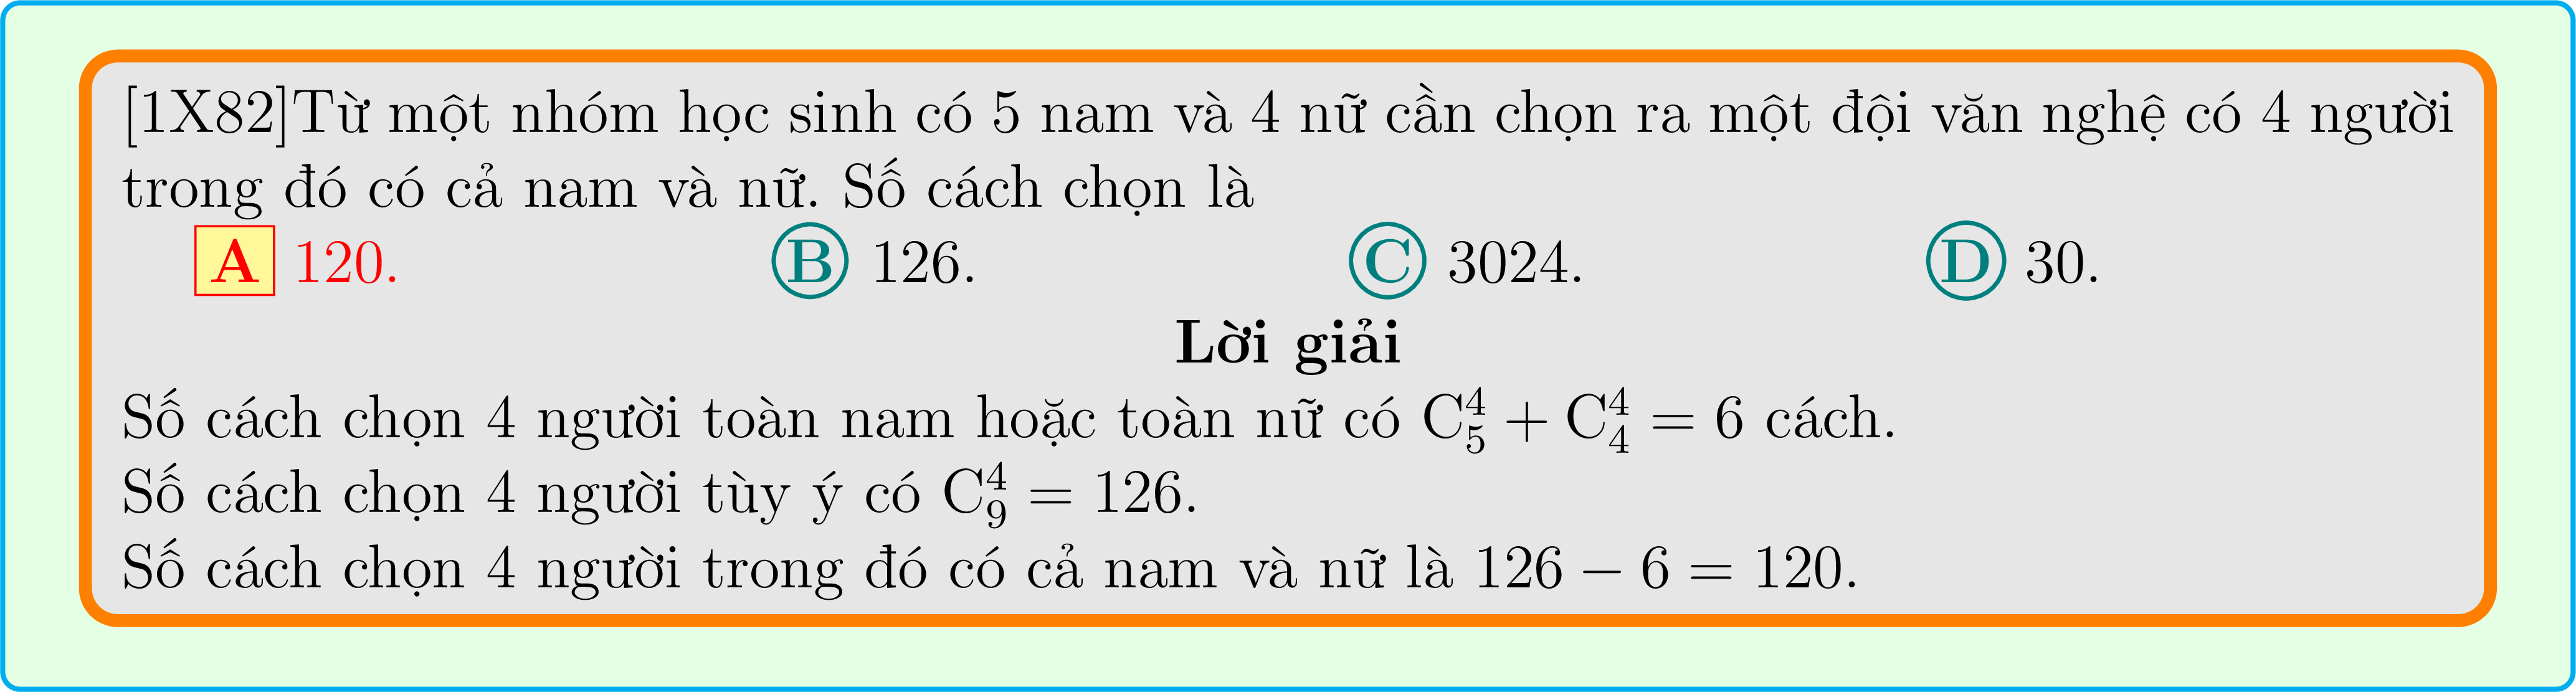 [1X82]Từ một nhóm học sinh có 5 nam và 4 nữ cần chọn ra một đội văn nghệ có 4 người
trong đó có cả nam và nữ. Số cách chọn là
A 120. B 126. C 3024. D 30.
Lời giải
Số cách chọn 4 người toàn nam hoặc toàn nữ có $C_5^4 + C_4^4 = 6$ cách.
Số cách chọn 4 người tùy ý có $C_9^4 = 126$.
Số cách chọn 4 người trong đó có cả nam và nữ là 126 − 6 = 120.